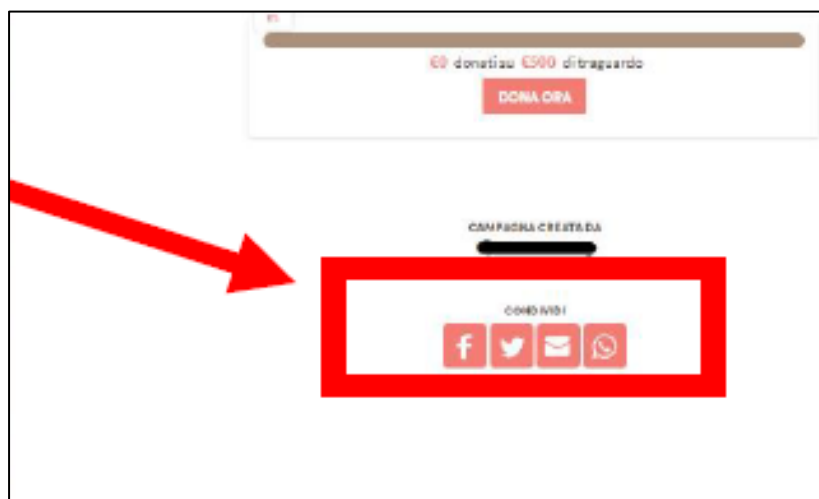 €0 donati su €500 di traguardo
DONA ORA
CAMPAGNA CREATA DA
CONDIVIDI